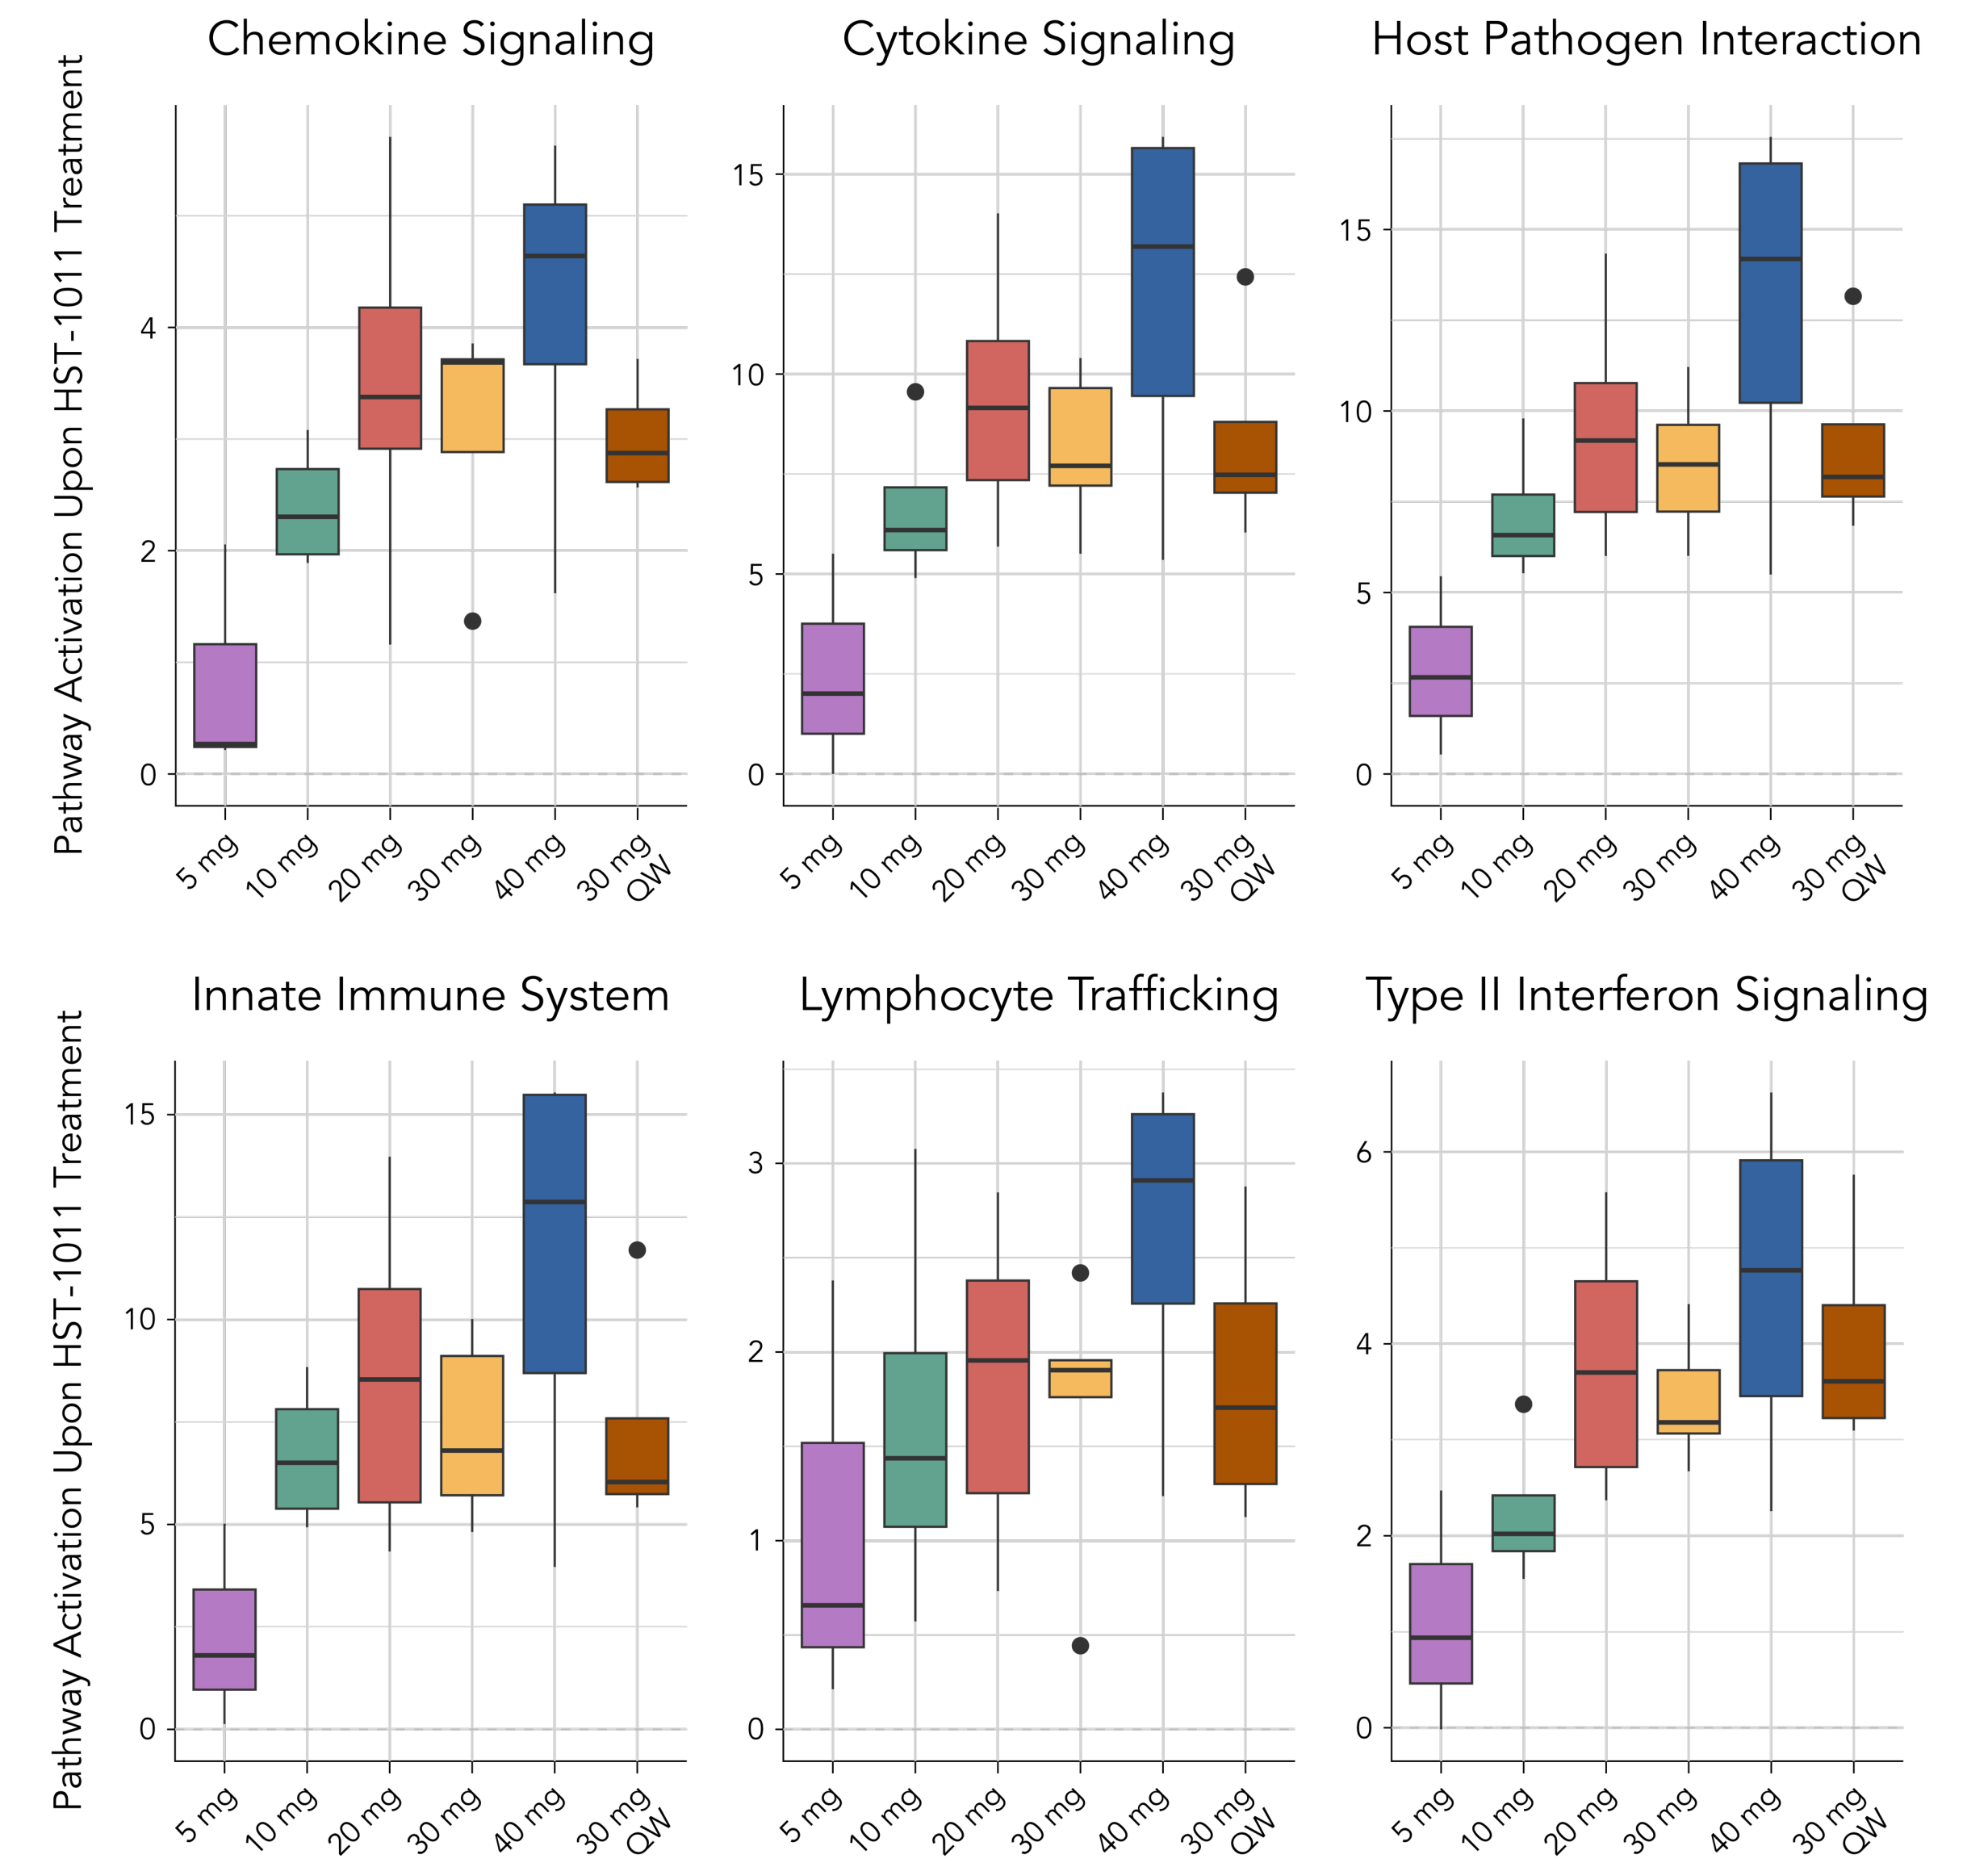 Chemokine Signaling
Cytokine Signaling
Host Pathogen Interaction
Pathway Activation Upon HST-1011 Treatment
4
2
0
5 mg
10 mg
20 mg
30 mg
40 mg
30 mg
QW
15
10
5
0
5 mg
10 mg
20 mg
30 mg
40 mg
30 mg
QW
15
10
5
0
5 mg
10 mg
20 mg
30 mg
40 mg
30 mg
QW
Innate Immune System
Lymphocyte Trafficking
Type II Interferon Signaling
Pathway Activation Upon HST-1011 Treatment
15
10
5
0
5 mg
10 mg
20 mg
30 mg
40 mg
30 mg
QW
3
2
1
0
5 mg
10 mg
20 mg
30 mg
40 mg
30 mg
QW
6
4
2
0
5 mg
10 mg
20 mg
30 mg
40 mg
30 mg
QW